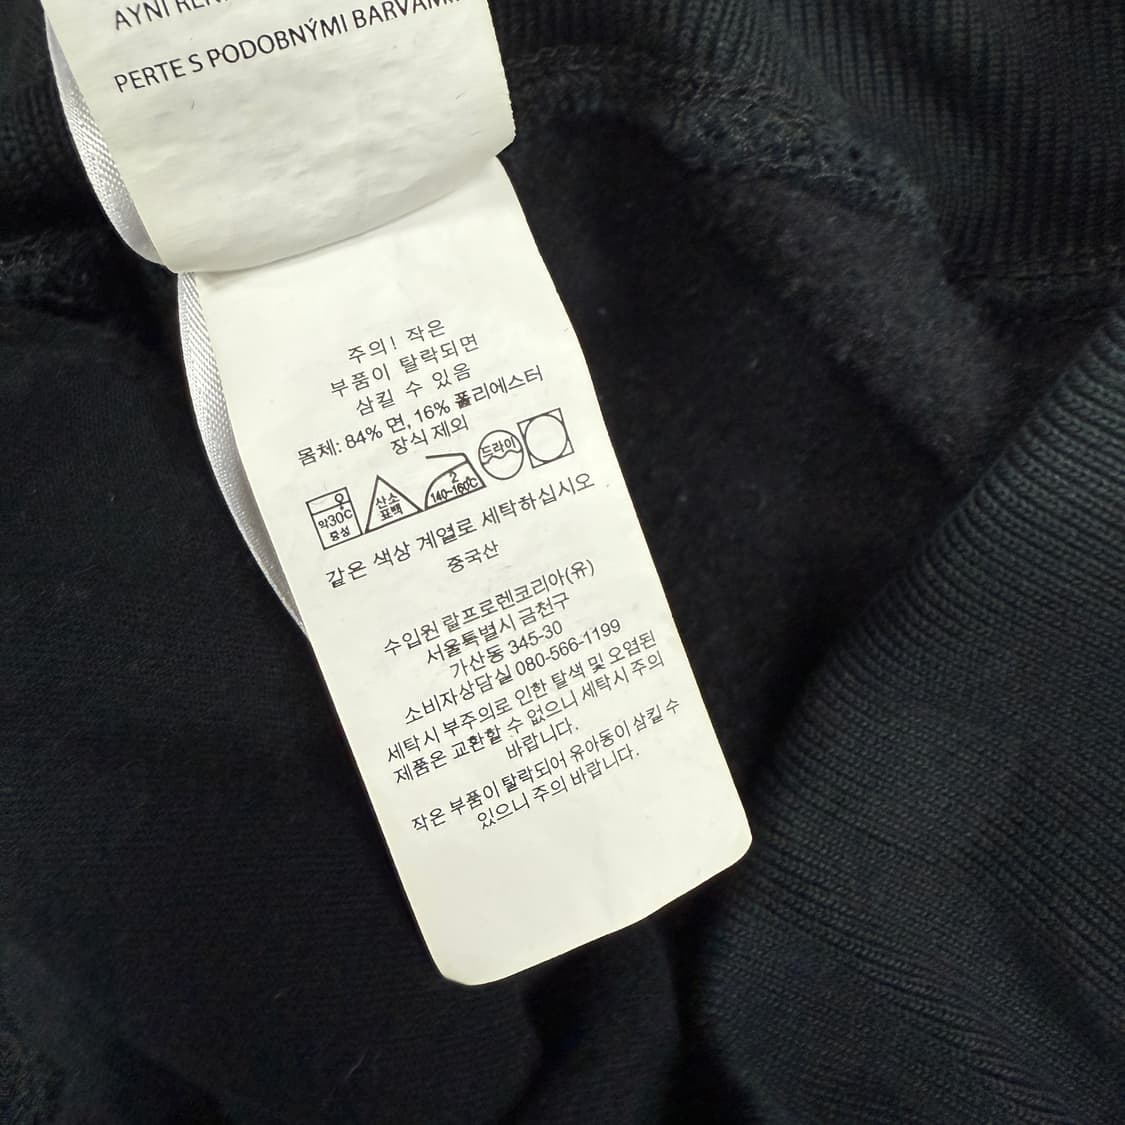 AYNI
PERTE S PODOBNÝMI BARVAMI.
주의! 작은
부품이 탈락되면
삼킬 수 있음
몸체: 84% 면, 16% 폴리에스터
장식 제외
약30℃
중성
산소
표백
2
140~160℃
드라이
같은 색상 계열로 세탁하십시오
중국산
수입원 랄프로렌코리아(유)
서울특별시 금천구
가산동 345-30
소비자상담실 080-566-1199
세탁시 부주의로 인한 탈색 및 오염된
제품은 교환할 수 없으니 세탁시 주의
바랍니다.
작은 부품이 탈락되어 유아동이 삼킬 수
있으니 주의 바랍니다.